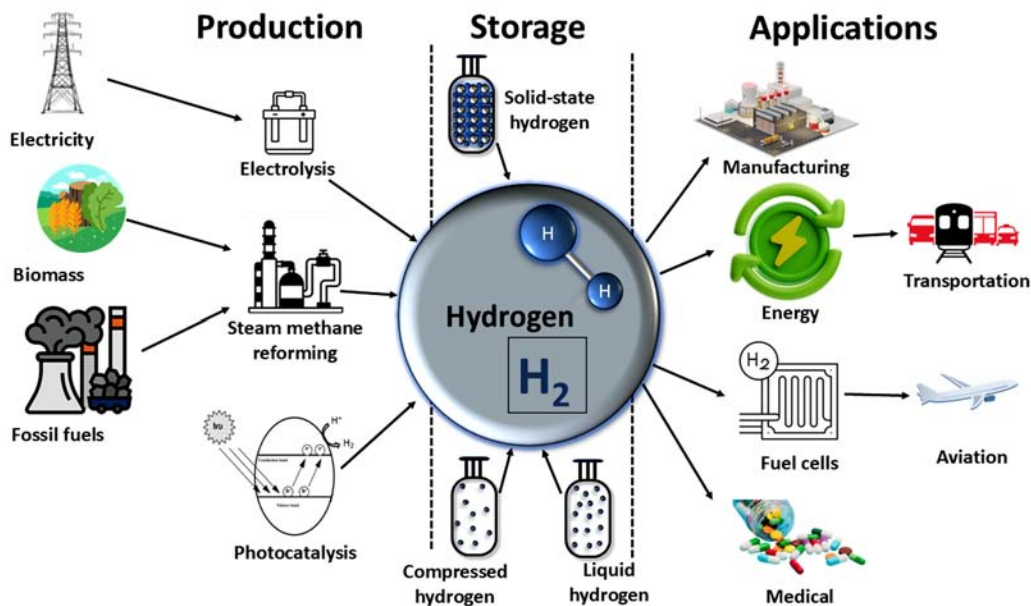 Production
Storage
Applications
Electricity
Electrolysis
Biomass
Steam methane
reforming
Fossil fuels
H⁺
H₂
Photocatalysis
Solid-state
hydrogen
H
H
Hydrogen
H₂
Compressed
hydrogen
Liquid
hydrogen
Manufacturing
Energy
Transportation
H₂
Fuel cells
Aviation
Medical